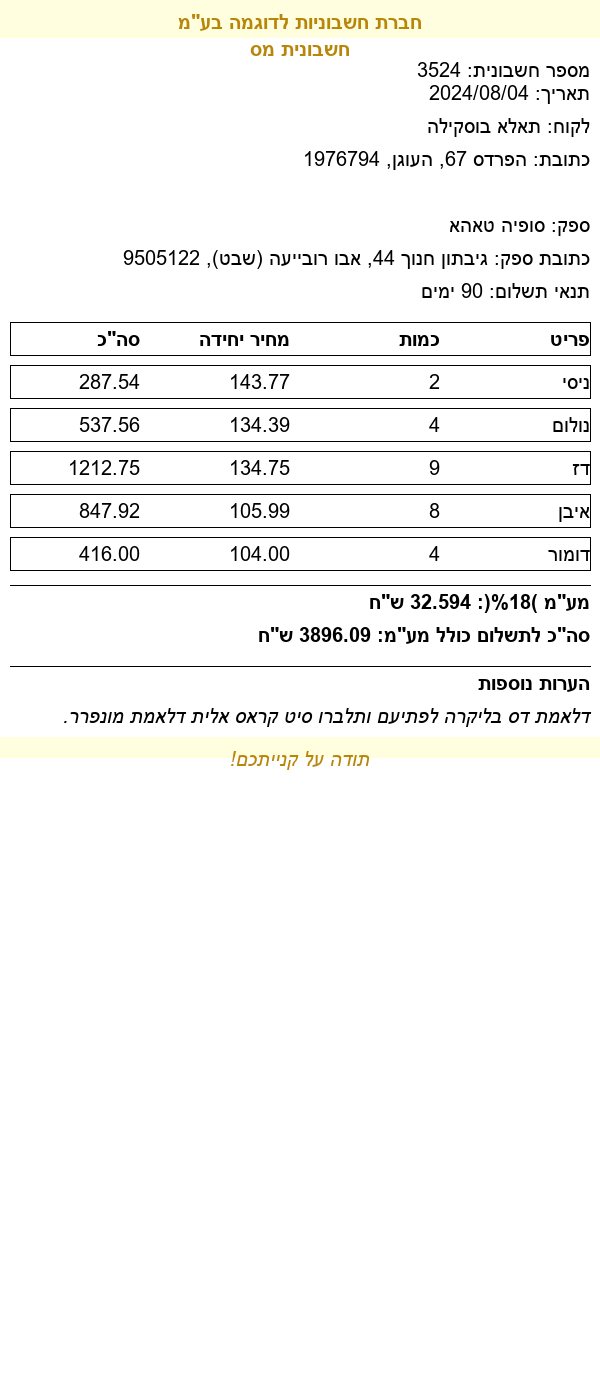 חברת חשבוניות לדוגמה בע"מ
חשבונית מס
מספר חשבונית: 3524
תאריך: 2024/08/04
לקוח: תאלא בוסקילה
כתובת: הפרדס 67, העוגן, 1976794
ספק: סופיה טאהא
כתובת ספק: גיבתון חנוך 44, אבו רובייעה (שבט), 9505122
תנאי תשלום: 90 ימים
פריט כמות מחיר יחידה סה"כ
ניסי 2 143.77 287.54
נולום 4 134.39 537.56
דז 9 134.75 1212.75
איבן 8 105.99 847.92
דומור 4 104.00 416.00
מע"מ )18%(: 32.594 ש"ח
סה"כ לתשלום כולל מע"מ: 3896.09 ש"ח
הערות נוספות
דלאמת דס בליקרה לפתיעם ותלברו סיט קראס אלית דלאמת מונפרר.
תודה על קנייתכם!